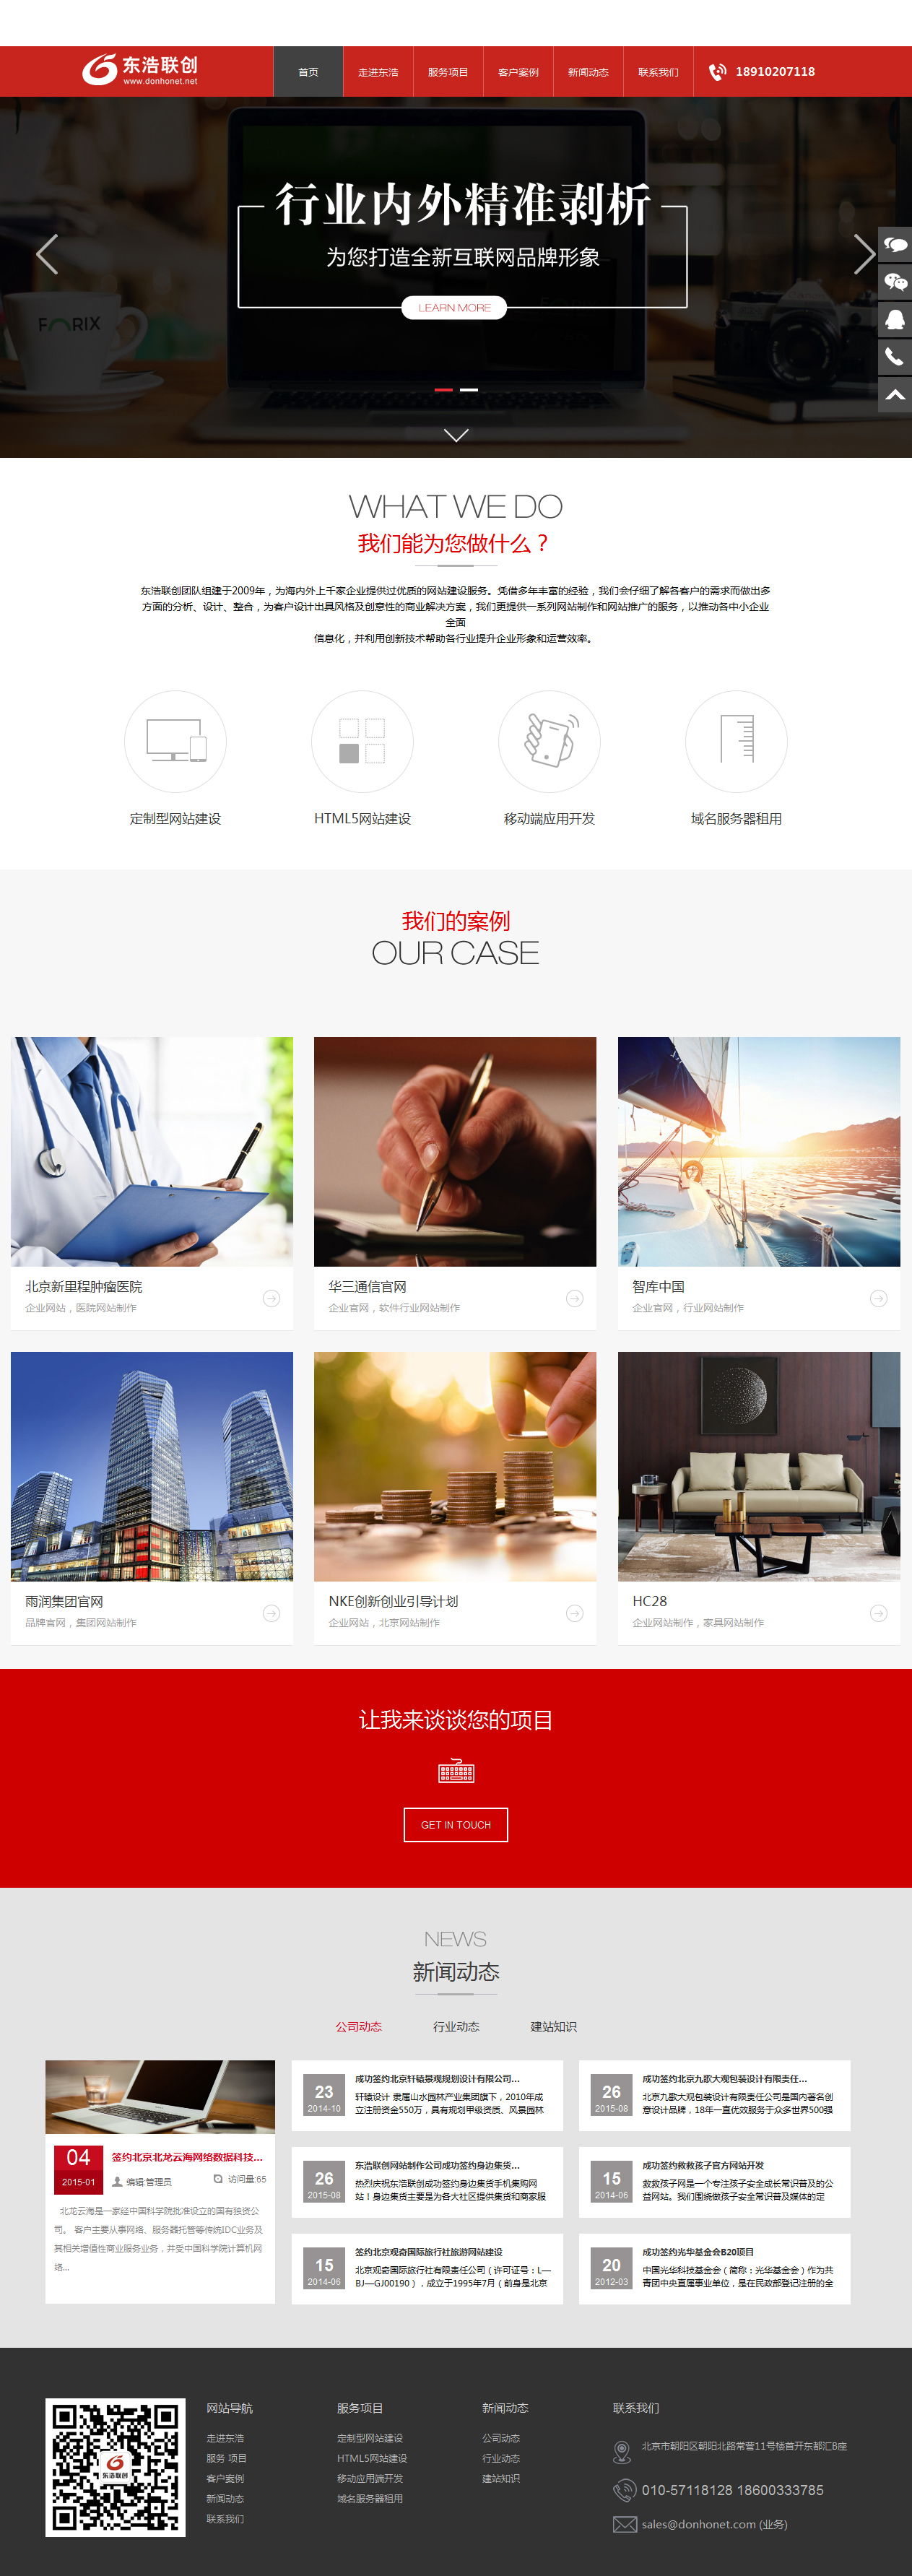 东浩联创
www.donhonet.net
首页
走进东浩
服务项目
客户案例
新闻动态
联系我们
18910207118
行业内外精准剥析
为您打造全新互联网品牌形象
LEARN MORE
FORIX
WHAT WE DO
我们能为您做什么？
东浩联创团队组建于2009年，为海内外上千家企业提供过优质的网站建设服务。凭借多年丰富的经验，我们会仔细了解各客户的需求而做出多
方面的分析、设计、整合，为客户设计出具风格及创意性的商业解决方案，我们更提供一系列网站制作和网站推广的服务，以推动各中小企业
全面
信息化，并利用创新技术帮助各行业提升企业形象和运营效率。
定制型网站建设
HTML5网站建设
移动端应用开发
域名服务器租用
我们的案例
OUR CASE
北京新里程肿瘤医院
企业网站，医院网站制作
华三通信官网
企业官网，软件行业网站制作
智库中国
企业官网，行业网站制作
雨润集团官网
品牌官网，集团网站制作
NKE创新创业引导计划
企业网站，北京网站制作
HC28
企业网站制作，家具网站制作
让我来谈谈您的项目
GET IN TOUCH
NEWS
新闻动态
公司动态
行业动态
建站知识
04
2015-01
签约北京北龙云海网络数据科技...
编辑:管理员
访问量:65
北龙云海是一家经中国科学院批准设立的国有独资公
司。 客户主要从事网络、服务器托管等传统IDC业务及
其相关增值性商业服务业务，并受中国科学院计算机网
络...
23
2014-10
成功签约北京轩辕景观规划设计有限公司...
轩辕设计 隶属山水园林产业集团旗下，2010年成
立注册资金550万，具有规划甲级资质、风景园林
26
2015-08
成功签约北京九歌大观包装设计有限责任...
北京九歌大观包装设计有限责任公司是国内著名创
意设计品牌，18年一直优效服务于众多世界500强
26
2015-08
东浩联创网站制作公司成功签约身边集货...
热烈庆祝东浩联创成功签约身边集货手机集购网
站！身边集货主要是为各大社区提供集货和商家服
15
2014-06
成功签约救救孩子官方网站开发
救救孩子网是一个专注孩子安全成长常识普及的公
益网站。我们围绕做孩子安全常识普及媒体的定
15
2014-06
签约北京观奇国际旅行社旅游网站建设
北京观奇国际旅行社有限责任公司（许可证号：L—
BJ—GJ00190），成立于1995年7月（前身是北京
20
2012-03
成功签约光华基金会B20项目
中国光华科技基金会（简称：光华基金会）作为共
青团中央直属事业单位，是在民政部登记注册的全
东浩联创
网站导航
走进东浩
服务 项目
客户案例
新闻动态
联系我们
服务项目
定制型网站建设
HTML5网站建设
移动应用端开发
域名服务器租用
新闻动态
公司动态
行业动态
建站知识
联系我们
北京市朝阳区朝阳北路常营11号楼首开东都汇B座
010-57118128 18600333785
sales@donhonet.com (业务)